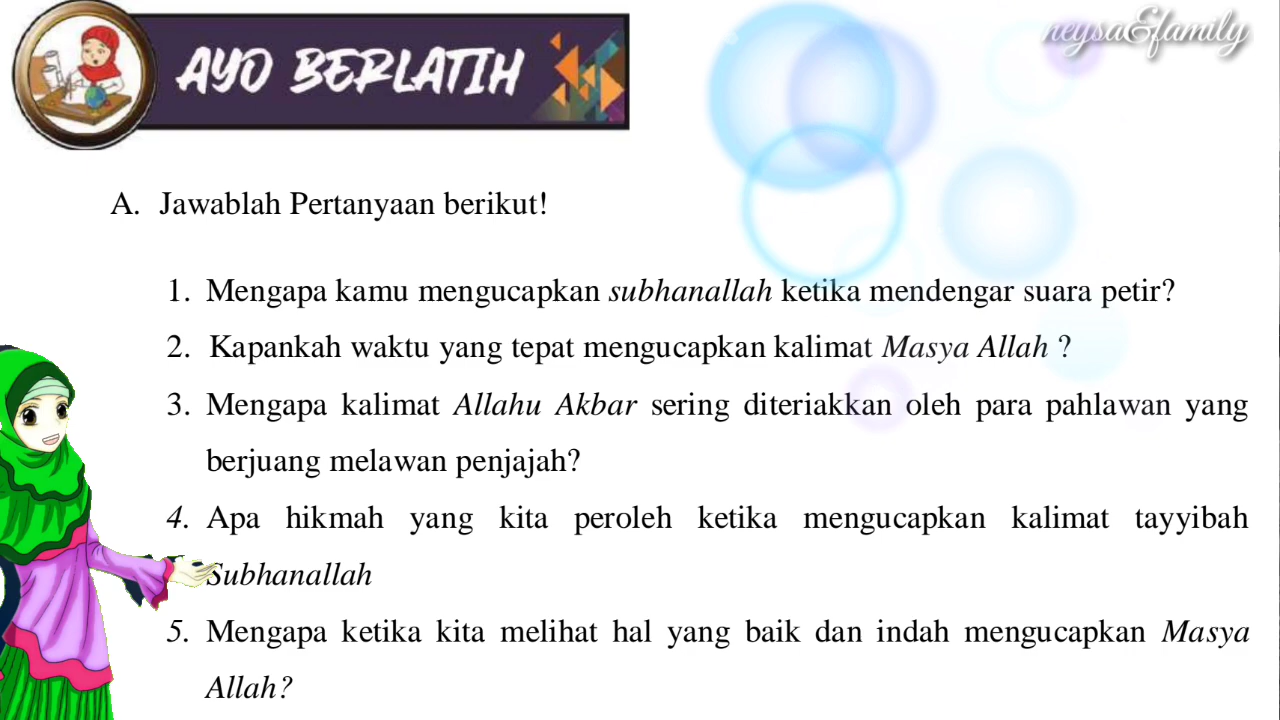 neysa&family
AYO BERLATIH
A. Jawablah Pertanyaan berikut!
1. Mengapa kamu mengucapkan subhanallah ketika mendengar suara petir?
2. Kapankah waktu yang tepat mengucapkan kalimat Masya Allah ?
3. Mengapa kalimat Allahu Akbar sering diteriakkan oleh para pahlawan yang
berjuang melawan penjajah?
4. Apa hikmah yang kita peroleh ketika mengucapkan kalimat tayyibah
Subhanallah
5. Mengapa ketika kita melihat hal yang baik dan indah mengucapkan Masya
Allah?